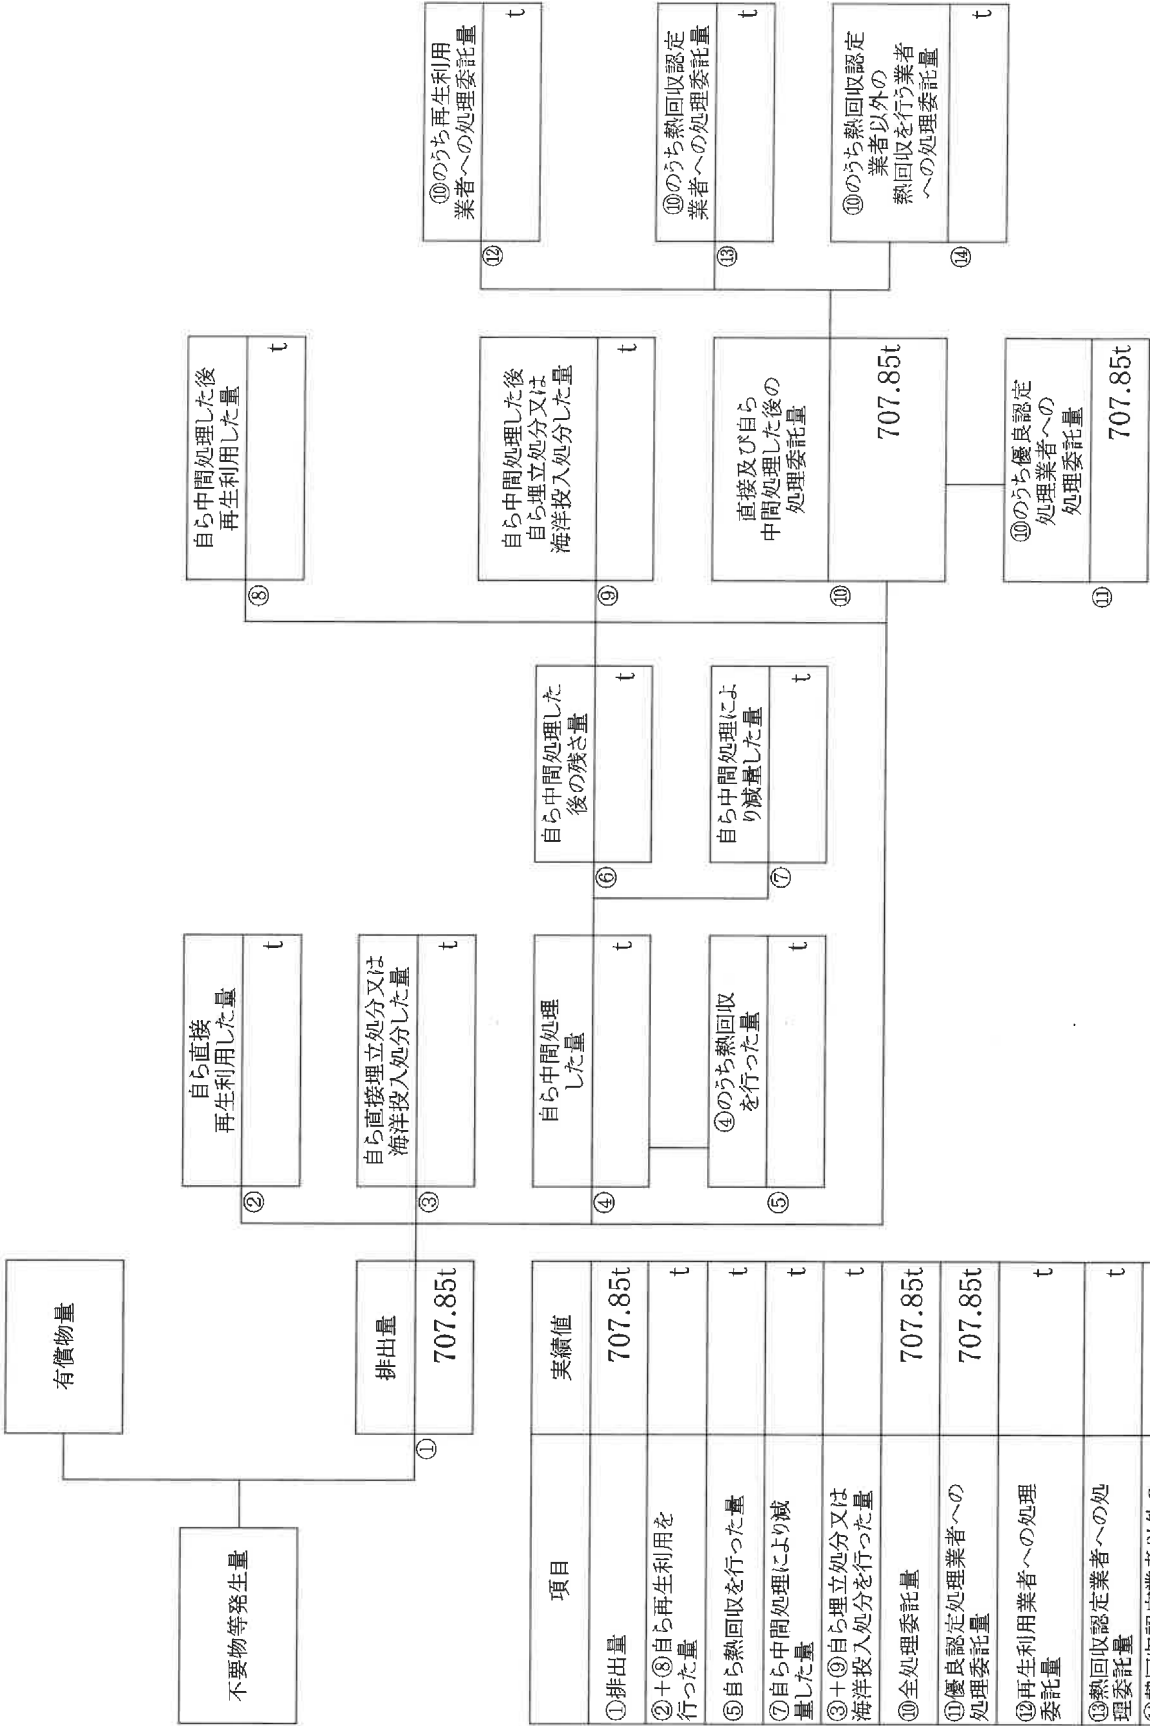 不要物等発生量
有償物量
排出量
①
707.85t
自ら直接
再生利用した量
②
t
自ら直接埋立処分又は
海洋投入処分した量
③
t
自ら中間処理
した量
④
t
④のうち熱回収
を行った量
⑤
t
自ら中間処理した
後の残さ量
⑥
t
自ら中間処理によ
り減量した量
⑦
t
自ら中間処理した後
再生利用した量
⑧
t
自ら中間処理した後
自ら埋立処分又は
海洋投入処分した量
⑨
t
直接及び自ら
中間処理した後の
処理委託量
⑩
707.85t
⑩のうち優良認定
処理業者への
処理委託量
⑪
707.85t
⑩のうち再生利用
業者への処理委託量
⑫
t
⑩のうち熱回収認定
業者への処理委託量
⑬
t
⑩のうち熱回収認定
業者以外の
熱回収を行う業者
への処理委託量
⑭
t
項目 実績値
①排出量 707.85t
②+⑧自ら再生利用を
行った量 t
⑤自ら熱回収を行った量 t
⑦自ら中間処理により減
量した量 t
③+⑨自ら埋立処分又は
海洋投入処分を行った量 t
⑩全処理委託量 707.85t
⑪優良認定処理業者への
処理委託量 707.85t
⑫再生利用業者への処理
委託量 t
⑬熱回収認定業者への処
理委託量 t